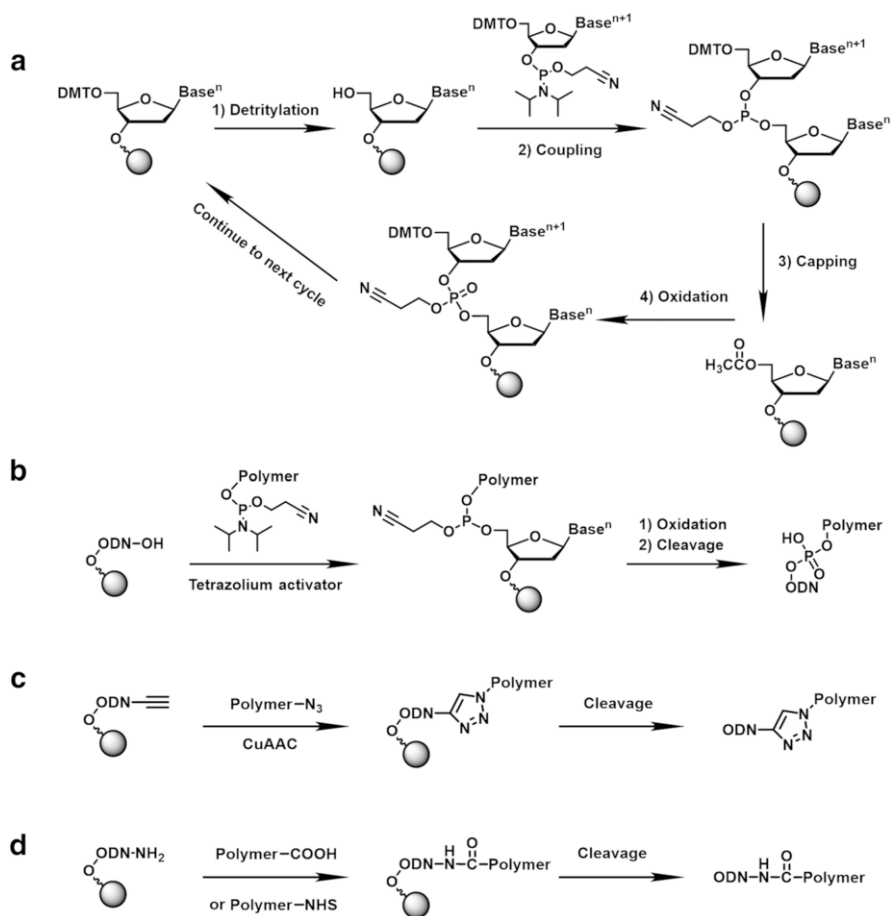 a
DMTO
O
Base^n
O
1) Detritylation
HO
O
Base^n
O
DMTO
O
Base^n+1
O
P
O
N
N
2) Coupling
DMTO
O
Base^n+1
O
N
O
P
O
O
Base^n
O
3) Capping
O
H3C
O
O
Base^n
O
4) Oxidation
DMTO
O
Base^n+1
O
O
N
O
P
O
O
Base^n
O
Continue to next cycle
b
O
ODN-OH
Polymer
O
P
O
N
N
Tetrazolium activator
Polymer
O
N
O
P
O
O
Base^n
O
1) Oxidation
2) Cleavage
Polymer
HO
O
P
O
O
ODN
c
O
ODN
Polymer-N3
CuAAC
Polymer
O
ODN
N
N
N
Cleavage
Polymer
ODN
N
N
N
d
O
ODN-NH2
Polymer-COOH
or Polymer-NHS
O
ODN-N-C-Polymer
H
O
Cleavage
H
O
ODN-N-C-Polymer